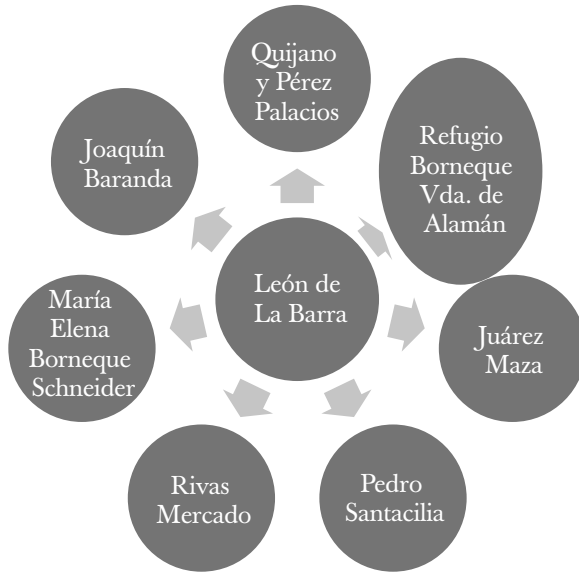 Quijano
y Pérez
Palacios
Refugio
Borneque
Vda. de
Alamán
Joaquín
Baranda
León de
La Barra
María
Elena
Borneque
Schneider
Juárez
Maza
Rivas
Mercado
Pedro
Santacilia